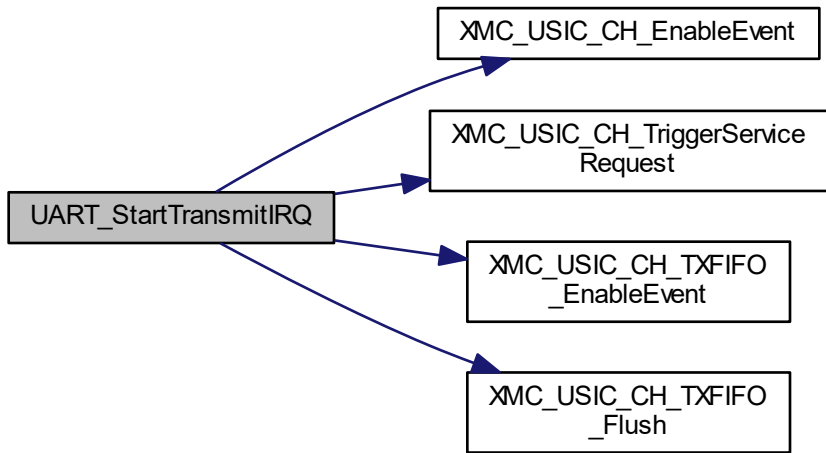 XMC_USIC_CH_EnableEvent
XMC_USIC_CH_TriggerService
Request
UART_StartTransmitIRQ
XMC_USIC_CH_TXFIFO
_EnableEvent
XMC_USIC_CH_TXFIFO
_Flush